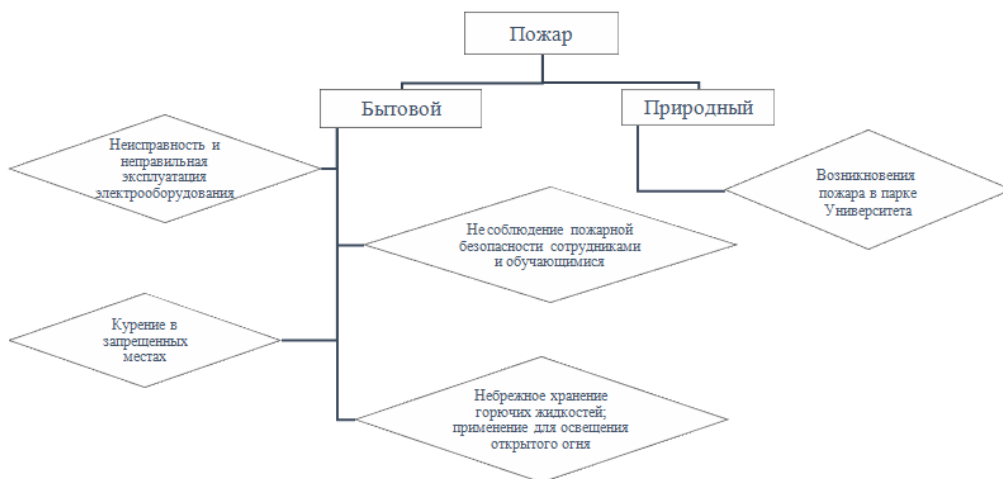 Пожар
Бытовой
Природный
Неисправность и
неправильная
эксплуатация
электрооборудования
Возникновения
пожара в парке
Университета
Не соблюдение пожарной
безопасности сотрудниками
и обучающимися
Курение в
запрещенных
местах
Небрежное хранение
горючих жидкостей;
применение для освещения
открытого огня